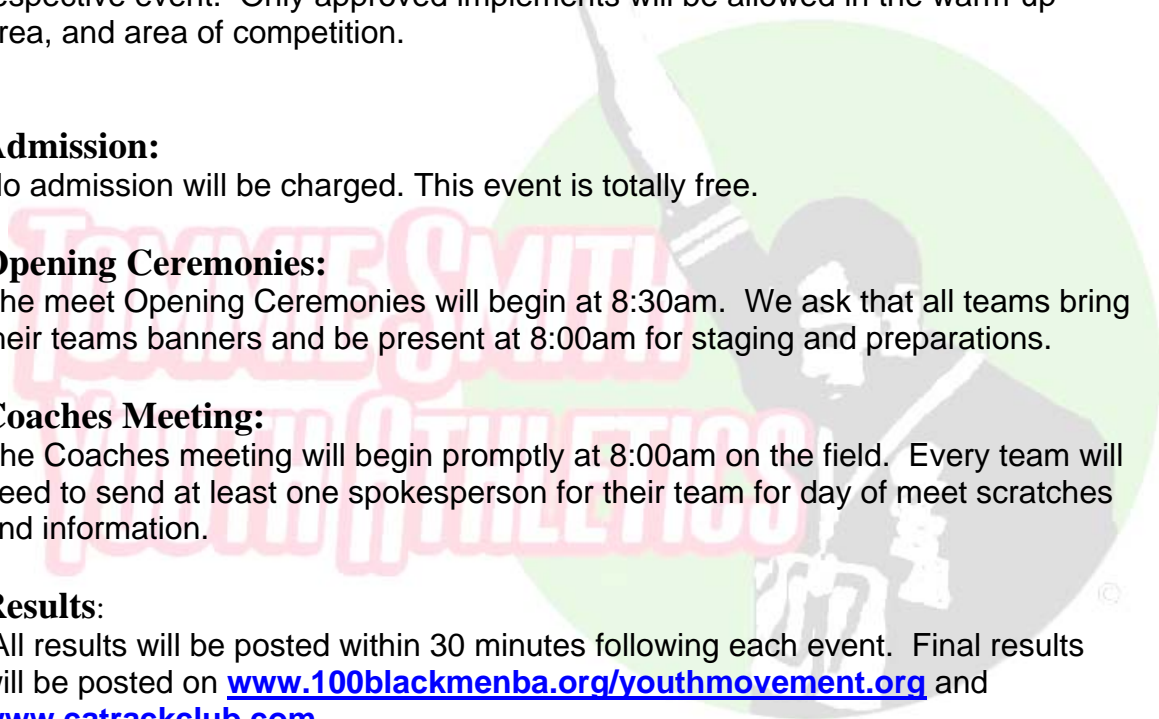 espective event.  Only approved implements will be allowed in the warm-up
rea, and area of competition.
Admission:
No admission will be charged. This event is totally free.
Opening Ceremonies:
The meet Opening Ceremonies will begin at 8:30am.  We ask that all teams bring
heir teams banners and be present at 8:00am for staging and preparations.
Coaches Meeting:
The Coaches meeting will begin promptly at 8:00am on the field.  Every team will
need to send at least one spokesperson for their team for day of meet scratches
and information.
Results:
All results will be posted within 30 minutes following each event.  Final results
will be posted on www.100blackmenba.org/youthmovement.org and
www.catrackclub.com
TOMMIE SMITH
YOUTH ATHLETICS
©